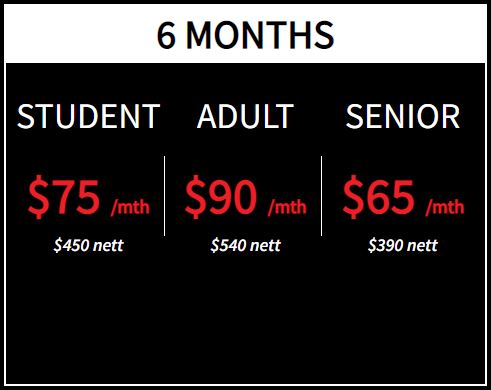 6 MONTHS
STUDENT ADULT SENIOR
$75 /mth $90 /mth $65 /mth
$450 nett $540 nett $390 nett